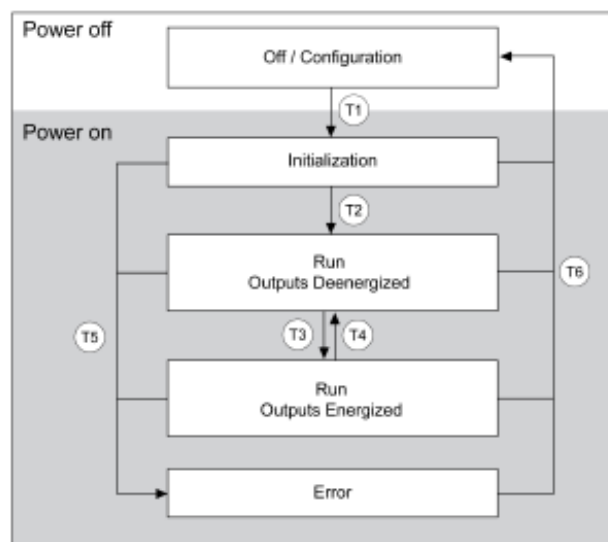 Power off
Off / Configuration
T1
Power on
Initialization
T2
Run
Outputs Deenergized
T6
T3
T4
T5
Run
Outputs Energized
Error